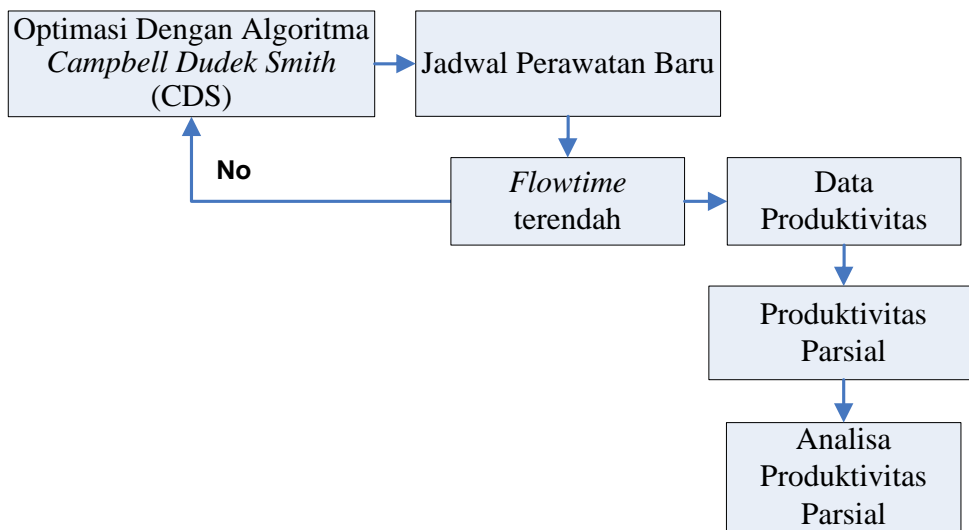 Optimasi Dengan Algoritma
Campbell Dudek Smith
(CDS)
Jadwal Perawatan Baru
No
Flowtime
terendah
Data
Produktivitas
Produktivitas
Parsial
Analisa
Produktivitas
Parsial